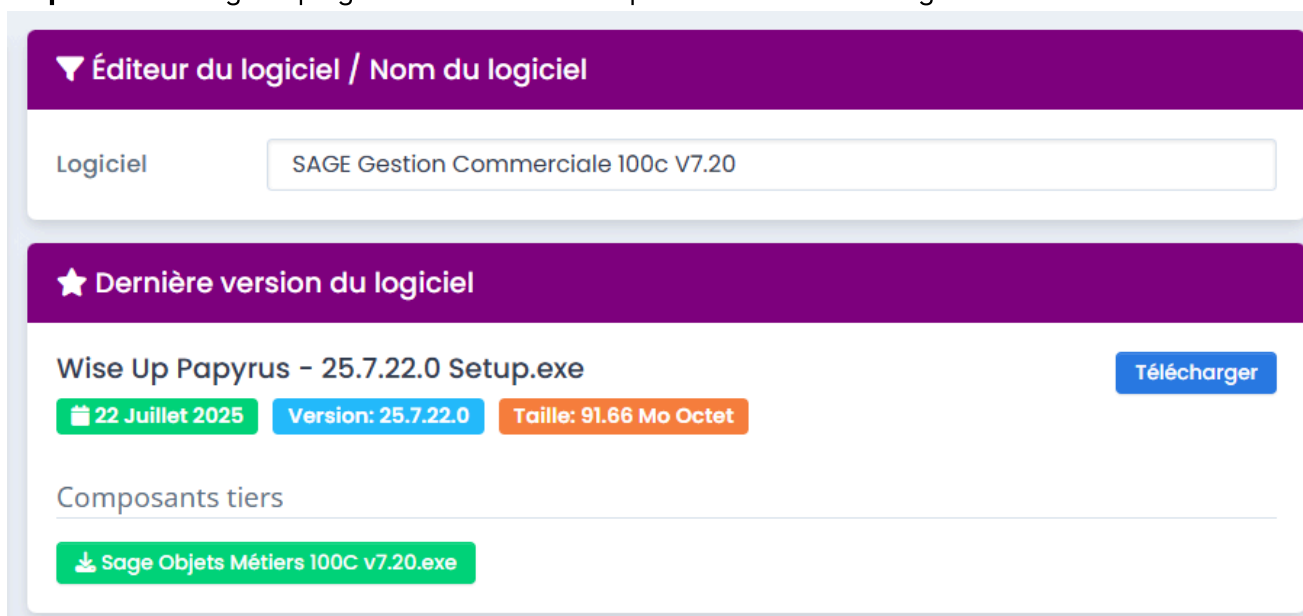 Éditeur du logiciel / Nom du logiciel
Logiciel
SAGE Gestion Commerciale 100c V7.20
Dernière version du logiciel
Wise Up Papyrus - 25.7.22.0 Setup.exe
Télécharger
22 Juillet 2025
Version: 25.7.22.0
Taille: 91.66 Mo Octet
Composants tiers
Sage Objets Métiers 100C v7.20.exe